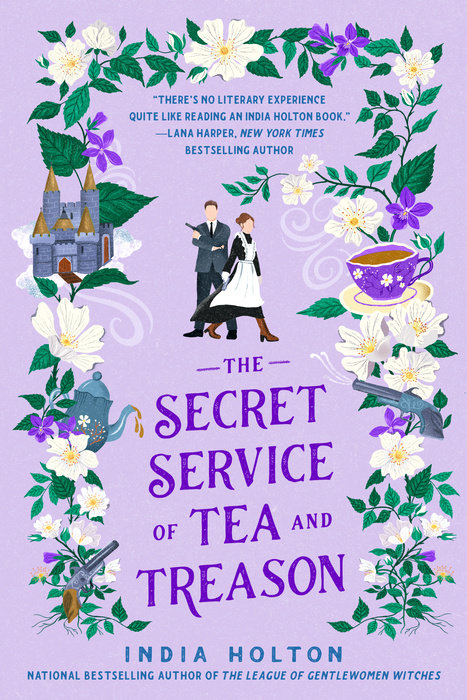 "THERE'S NO LITERARY EXPERIENCE
QUITE LIKE READING AN INDIA HOLTON BOOK."
—LANA HARPER, NEW YORK TIMES
BESTSELLING AUTHOR
—THE—
SECRET
SERVICE
OF TEA AND
TREASON
INDIA HOLTON
NATIONAL BESTSELLING AUTHOR OF THE LEAGUE OF GENTLEWOMEN WITCHES